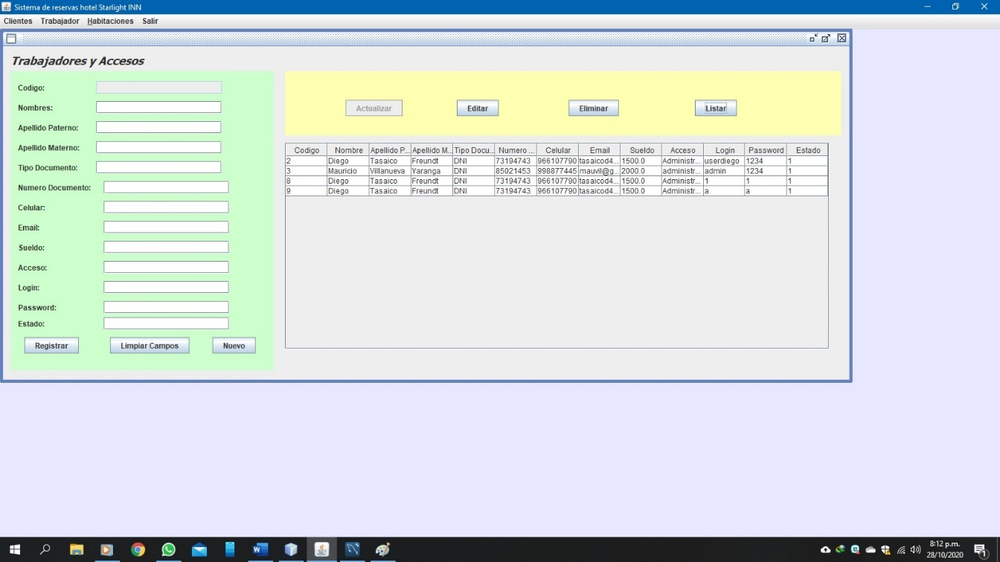 Sistema de reservas hotel Starlight INN
Clientes Trabajador Habitaciones Salir
Trabajadores y Accesos
Codigo:
Nombres:
Apellido Paterno:
Apellido Materno:
Tipo Documento:
Numero Documento:
Celular:
Email:
Sueldo:
Acceso:
Login:
Password:
Estado:
Registrar Limpiar Campos Nuevo
Actualizar Editar Eliminar Listar
Codigo Nombre Apellido P... Apellido M... Tipo Docu... Numero ... Celular Email Sueldo Acceso Login Password Estado
2 Diego Tasaico Freundt DNI 73194743 966107790 tasaicod4... 1500.0 Administr... userdiego 1234 1
3 Mauricio Villanueva Yaranga DNI 85021453 998877445 mauvil@g... 2000.0 administr... admin 1234 1
8 Diego Tasaico Freundt DNI 73194743 966107790 tasaicod4... 1500.0 Administr... 1 1 1
9 Diego Tasaico Freundt DNI 73194743 966107790 tasaicod4... 1500.0 Administr... a a 1
8:12 p.m.
28/10/2020